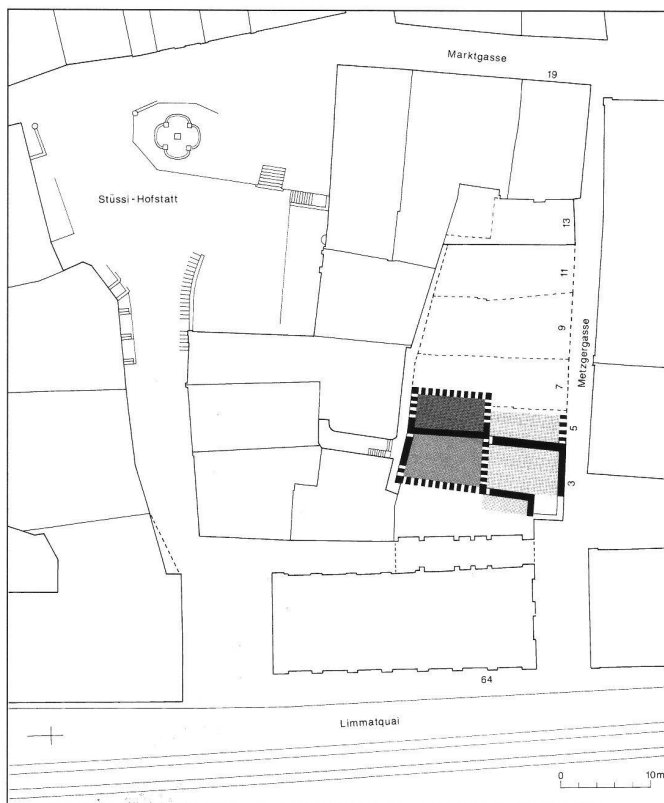 Marktgasse
19
Stüssi-Hofstatt
13
11
9
Metzgergasse
7
5
3
64
Limmatquai
0 10m